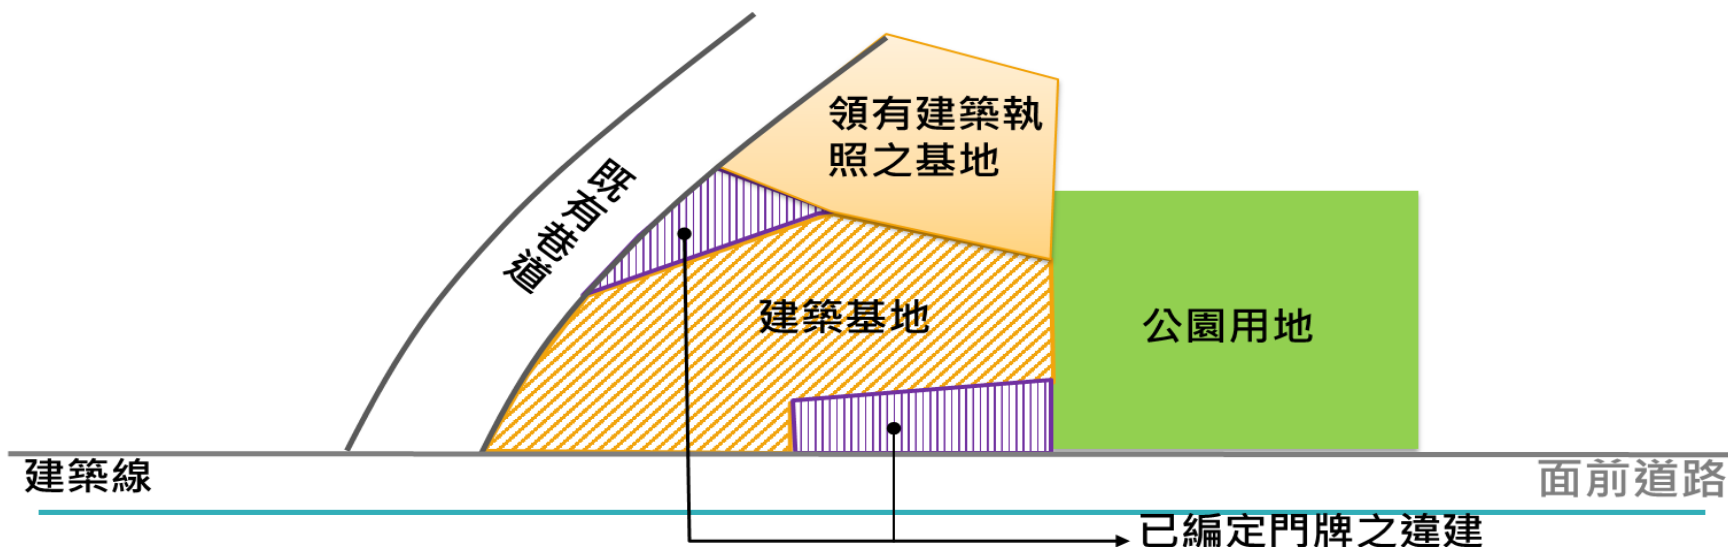 領有建築執
照之基地
既有巷道
建築基地
公園用地
建築線
面前道路
已編定門牌之違建